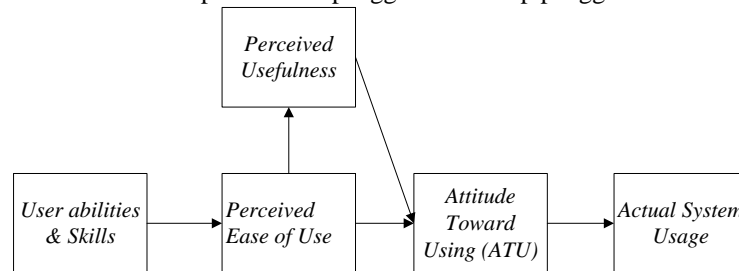 Perceived
Usefulness
User abilities
& Skills
Perceived
Ease of Use
Attitude
Toward
Using (ATU)
Actual System
Usage